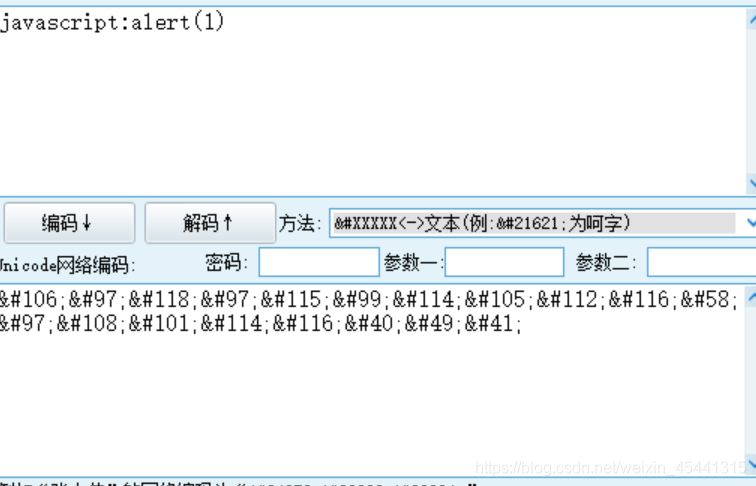 javascript:alert(1)
编码↓ 解码↑ 方法: &#XXXXX<->文本(例:&#21621;为呵字)
Unicode网络编码: 密码: 参数一: 参数二:
&#106;&#97;&#118;&#97;&#115;&#99;&#114;&#105;&#112;&#116;&#58;
&#97;&#108;&#101;&#114;&#116;&#40;&#49;&#41;
https://blog.csdn.net/weixin_45441315